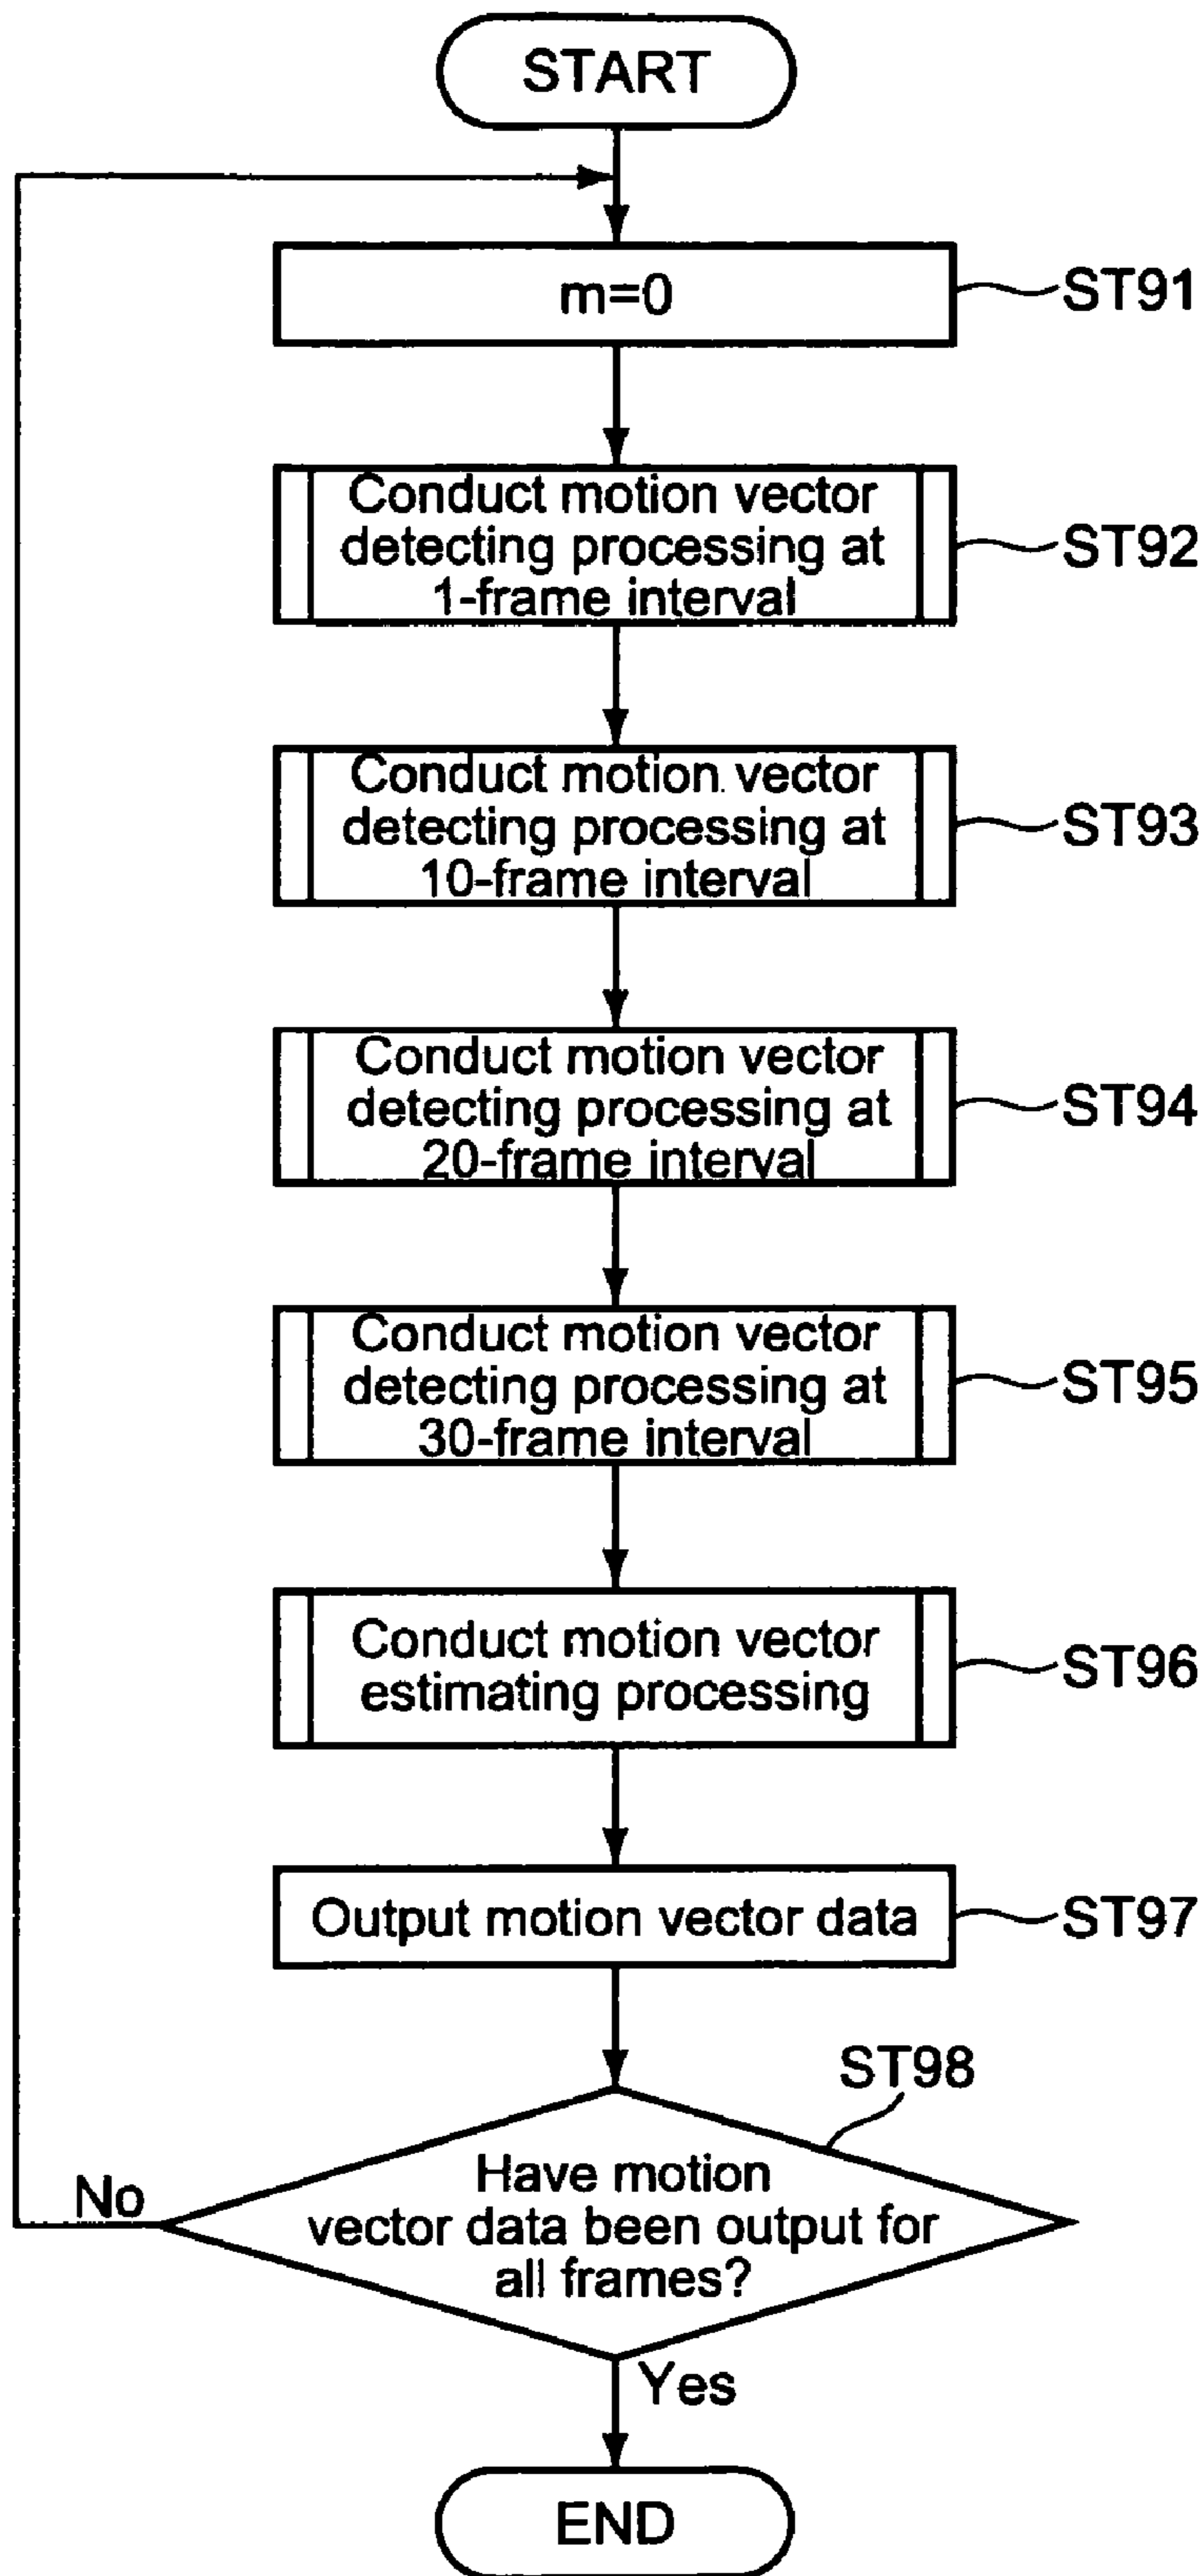 START
m=0
ST91
Conduct motion vector
detecting processing at
1-frame interval
ST92
Conduct motion vector
detecting processing at
10-frame interval
ST93
Conduct motion vector
detecting processing at
20-frame interval
ST94
Conduct motion vector
detecting processing at
30-frame interval
ST95
Conduct motion vector
estimating processing
ST96
Output motion vector data
ST97
ST98
Have motion
vector data been output for
all frames?
No
Yes
END